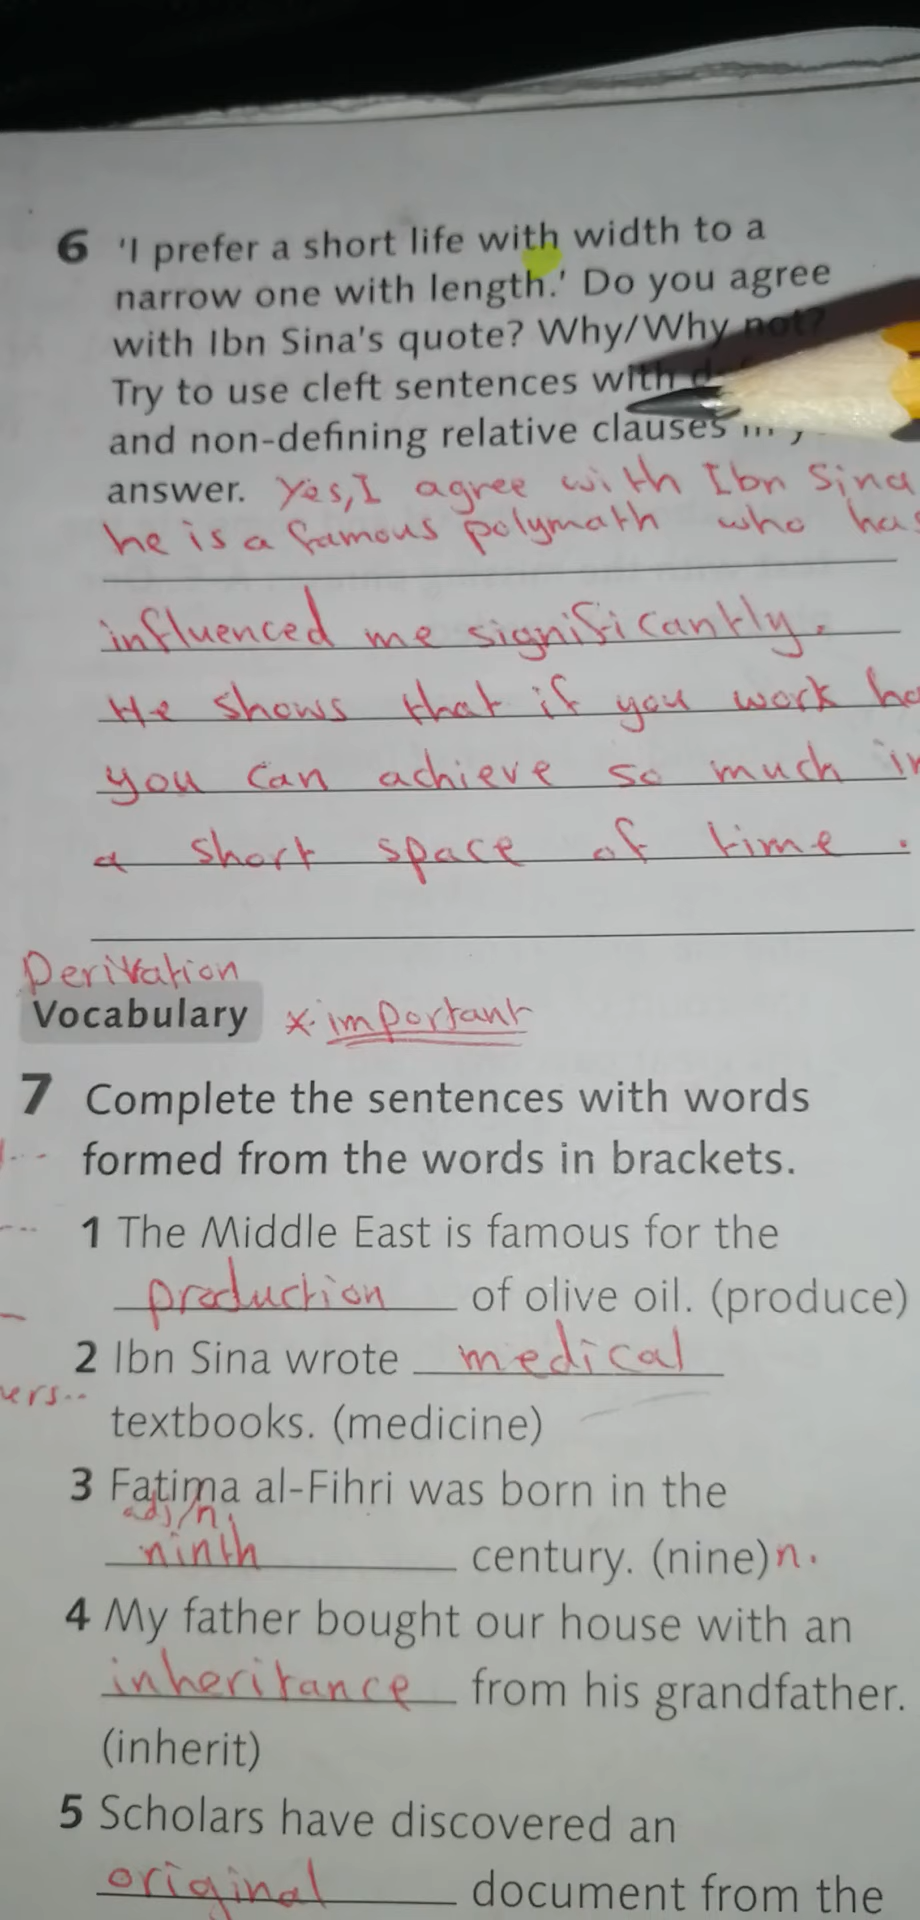 6 'I prefer a short life with width to a
narrow one with length.' Do you agree
with Ibn Sina's quote? Why/Why not?
Try to use cleft sentences with
and non-defining relative clauses in
answer. Yes, I agree with Ibn Sina
he is a famous polymath who has
influenced me significantly.
He shows that if you work ha
you can achieve so much in
a short space of time.
Derivation
Vocabulary * important
7 Complete the sentences with words
formed from the words in brackets.
1 The Middle East is famous for the
production of olive oil. (produce)
2 Ibn Sina wrote medical
vers..
textbooks. (medicine)
3 Fatima al-Fihri was born in the
adj/n.
ninth century. (nine) n.
4 My father bought our house with an
inheritance from his grandfather.
(inherit)
5 Scholars have discovered an
original document from the